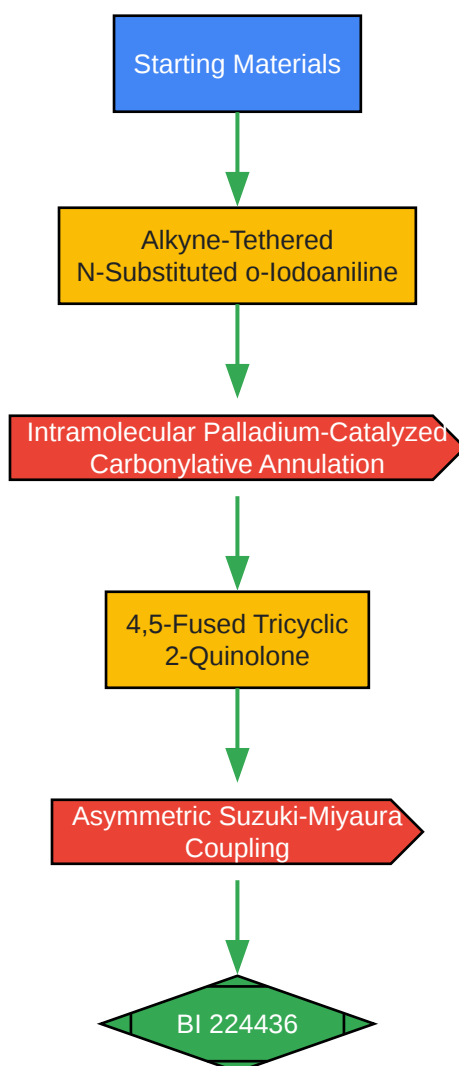 Starting Materials
Alkyne-Tethered
N-Substituted o-Iodoaniline
Intramolecular Palladium-Catalyzed
Carbonylative Annulation
4,5-Fused Tricyclic
2-Quinolone
Asymmetric Suzuki-Miyaura
Coupling
BI 224436